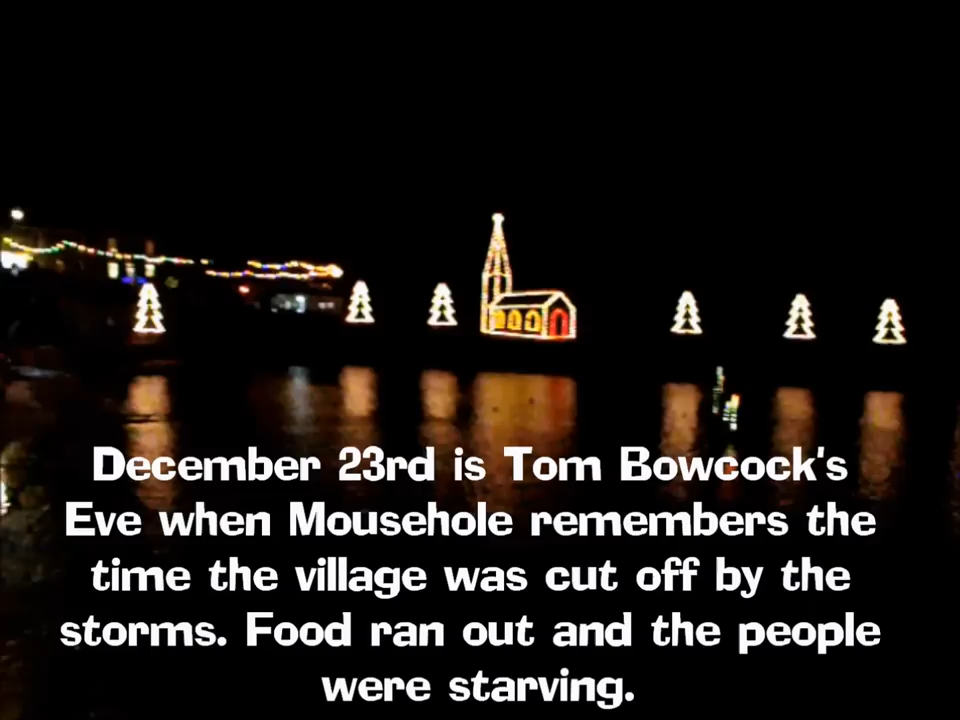 December 23rd is Tom Bowcock's
Eve when Mousehole remembers the
time the village was cut off by the
storms. Food ran out and the people
were starving.